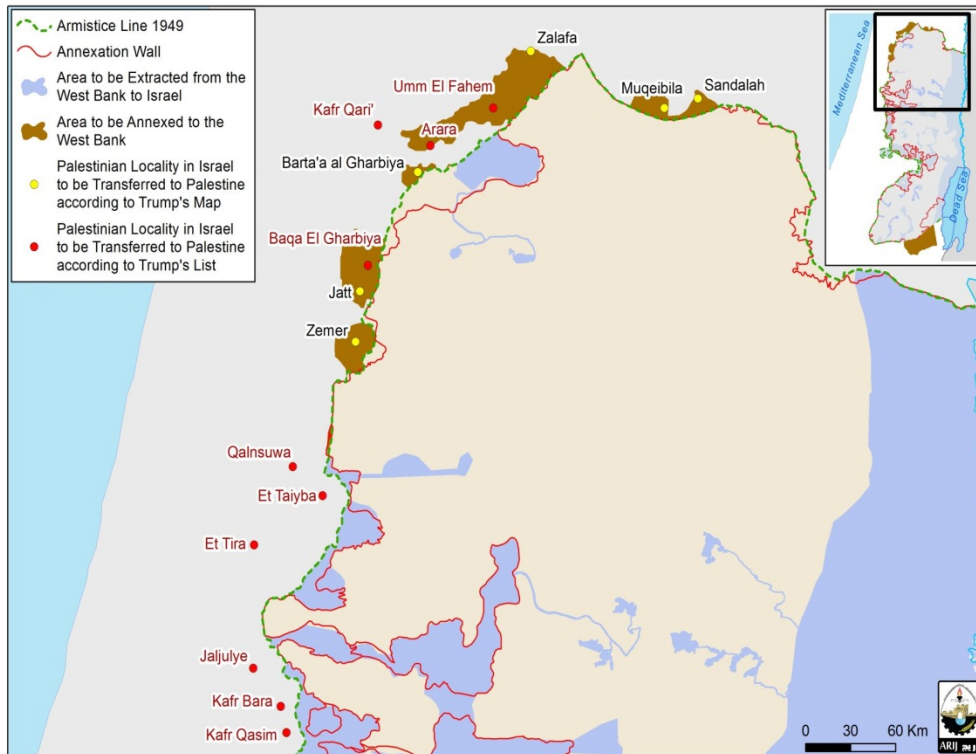 Armistice Line 1949
Annexation Wall
Area to be Extracted from the
West Bank to Israel
Area to be Annexed to the
West Bank
Palestinian Locality in Israel
to be Transferred to Palestine
according to Trump's Map
Palestinian Locality in Israel
to be Transferred to Palestine
according to Trump's List
Zalafa
Umm El Fahem
Kafr Qari'
Arara
Barta'a al Gharbiya
Muqeibila
Sandalah
Mediterranean Sea
Dead Sea
Baqa El Gharbiya
Jatt
Zemer
Qalnsuwa
Et Taiyba
Et Tira
Jaljulye
Kafr Bara
Kafr Qasim
0 30 60 Km
ARIJ